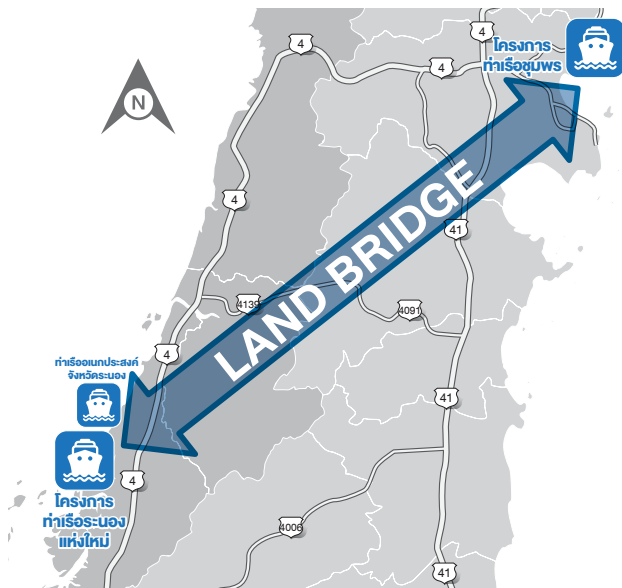 4
4
โครงการ
ท่าเรือชุมพร
4
N
4
41
LAND BRIDGE
4139
4091
4
ท่าเรืออเนกประสงค์
จังหวัดระนอง
41
4
โครงการ
ท่าเรือระนอง
แห่งใหม่
4006
41